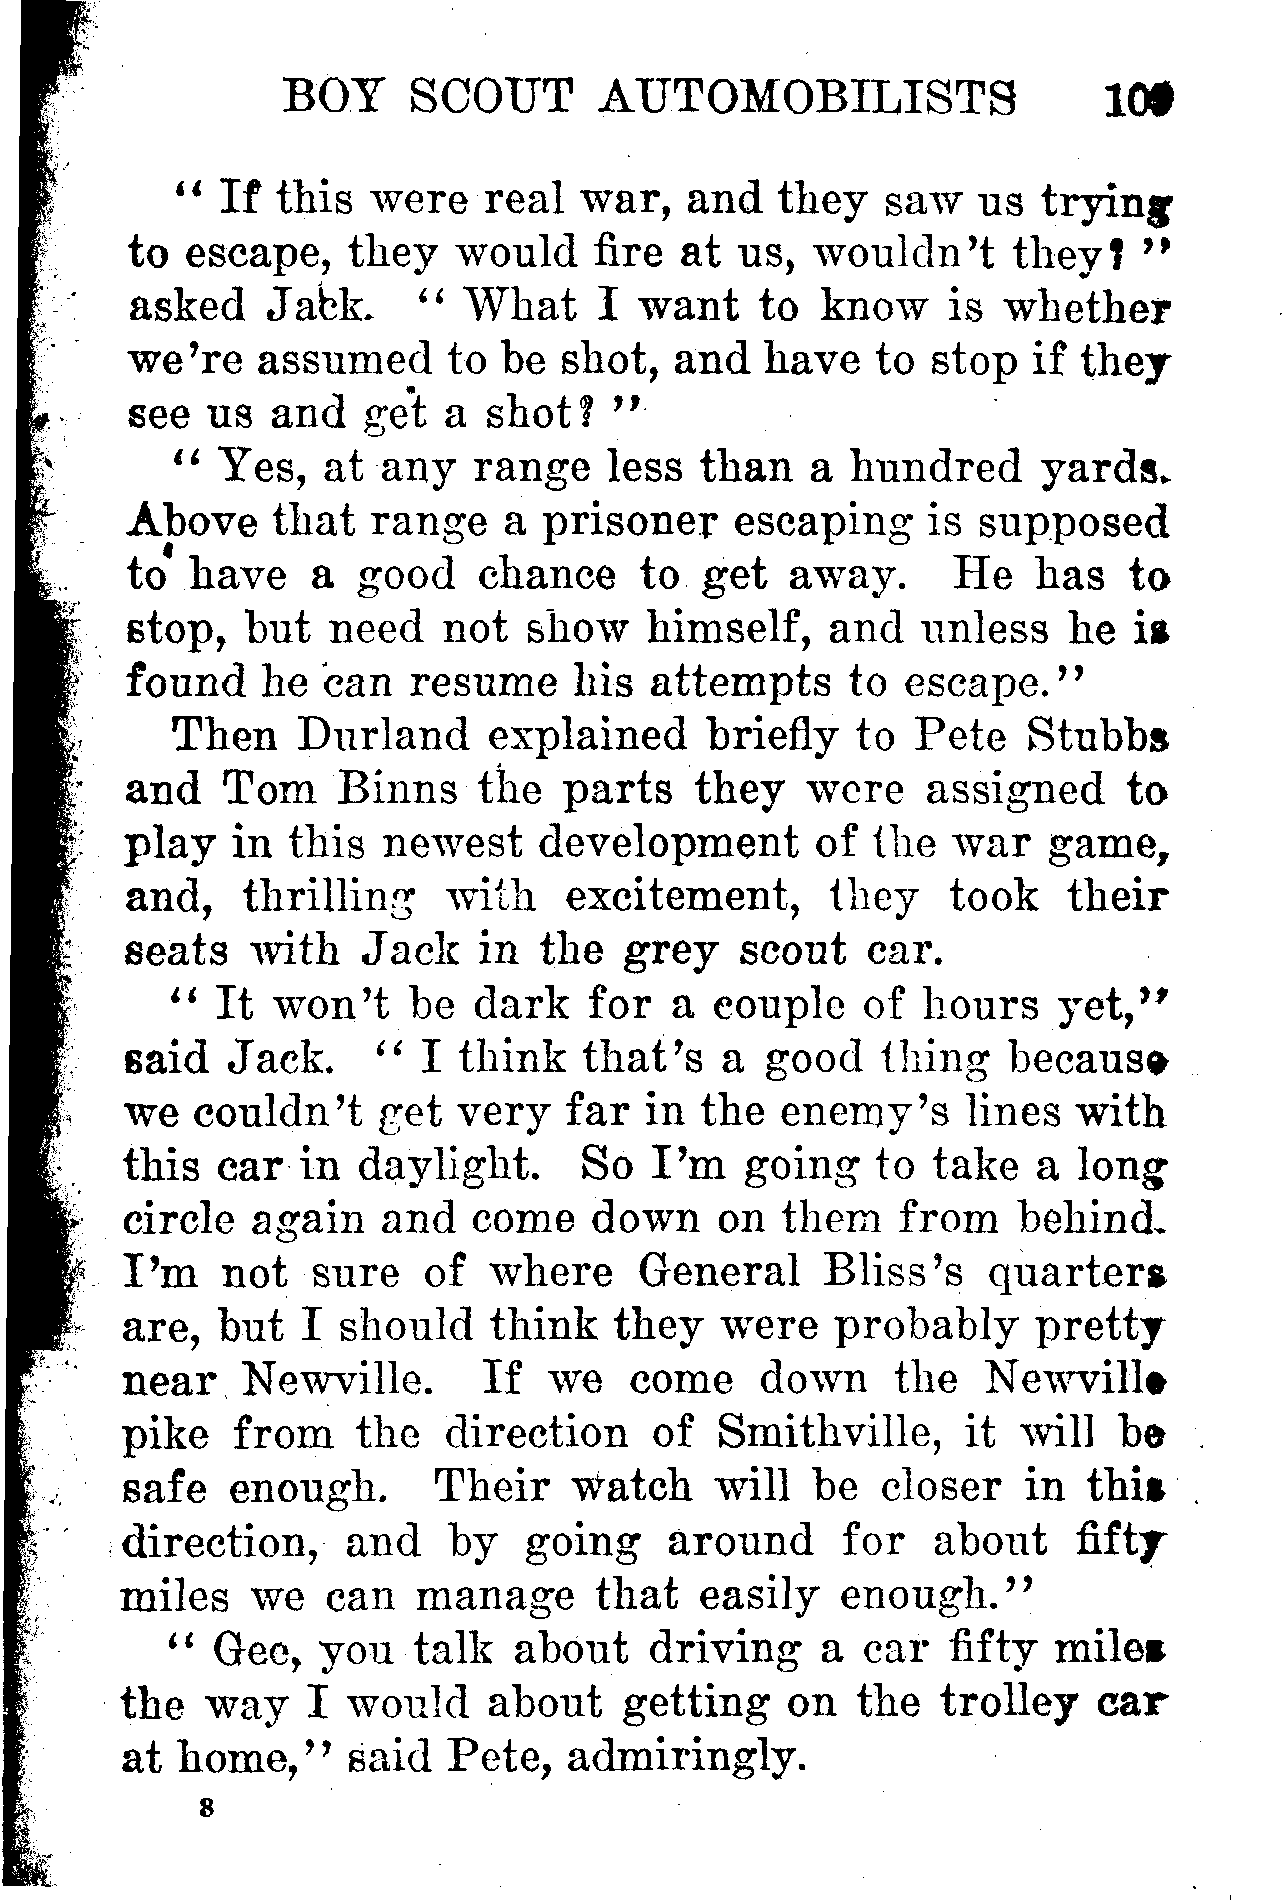 BOY SCOUT AUTOMOBILISTS 109
“ If this were real war, and they saw us trying
to escape, they would fire at us, wouldn’t they? ”
asked Jack. “ What I want to know is whether
we’re assumed to be shot, and have to stop if they
see us and get a shot? ”
“ Yes, at any range less than a hundred yards.
Above that range a prisoner escaping is supposed
to have a good chance to get away. He has to
stop, but need not show himself, and unless he is
found he can resume his attempts to escape.”
Then Durland explained briefly to Pete Stubbs
and Tom Binns the parts they were assigned to
play in this newest development of the war game,
and, thrilling with excitement, they took their
seats with Jack in the grey scout car.
“ It won’t be dark for a couple of hours yet,”
said Jack. “ I think that’s a good thing because
we couldn’t get very far in the enemy’s lines with
this car in daylight. So I’m going to take a long
circle again and come down on them from behind.
I’m not sure of where General Bliss’s quarters
are, but I should think they were probably pretty
near Newville. If we come down the Newville
pike from the direction of Smithville, it will be
safe enough. Their watch will be closer in this
direction, and by going around for about fifty
miles we can manage that easily enough.”
“ Gee, you talk about driving a car fifty miles
the way I would about getting on the trolley car
at home,” said Pete, admiringly.
8